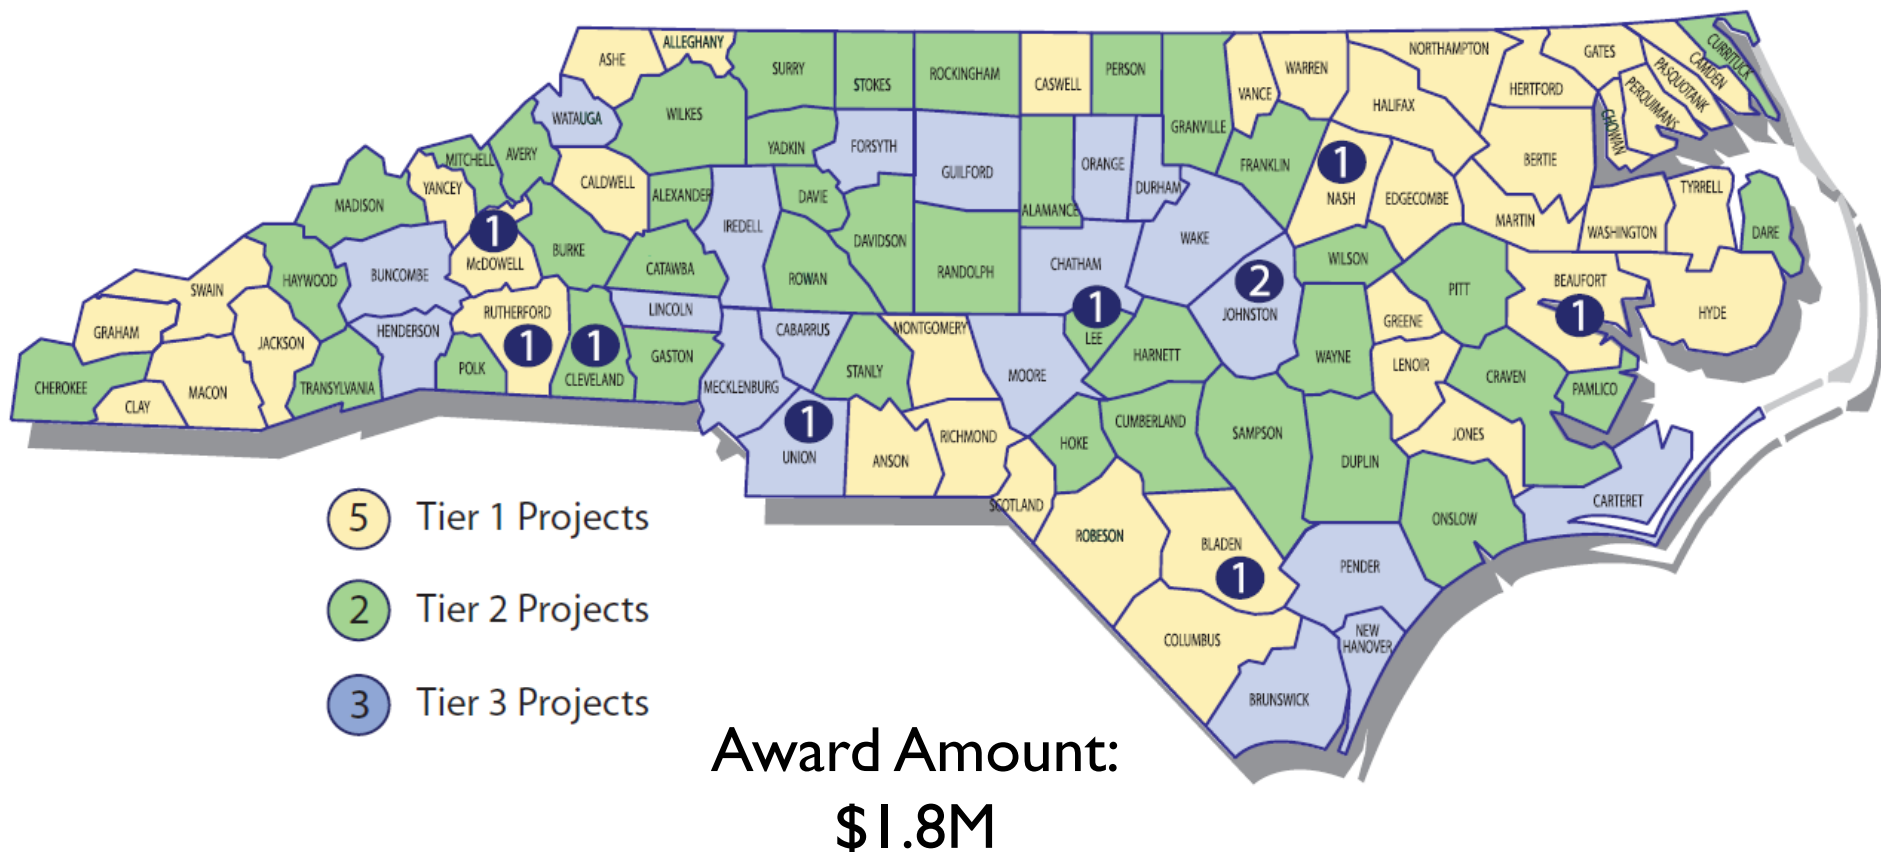 ASHE
ALLEGHANY
SURRY
STOKES
ROCKINGHAM
CASWELL
PERSON
GRANVILLE
VANCE
WARREN
NORTHAMPTON
HALIFAX
HERTFORD
GATES
CURRITUCK
CAMDEN
PASQUOTANK
PERQUIMANS
CHOWAN
BERTIE
WATAUGA
WILKES
YADKIN
FORSYTH
GUILFORD
ALAMANCE
ORANGE
DURHAM
FRANKLIN
1
NASH
EDGECOMBE
MARTIN
WASHINGTON
TYRRELL
DARE
MITCHELL
AVERY
YANCEY
CALDWELL
ALEXANDER
IREDELL
DAVIE
DAVIDSON
RANDOLPH
CHATHAM
WAKE
WILSON
PITT
BEAUFORT
1
HYDE
MADISON
1
McDOWELL
BURKE
CATAWBA
ROWAN
1
LEE
2
JOHNSTON
GREENE
SWAIN
HAYWOOD
BUNCOMBE
RUTHERFORD
1
1
CLEVELAND
LINCOLN
GASTON
CABARRUS
MONTGOMERY
MOORE
HARNETT
WAYNE
LENOIR
CRAVEN
PAMLICO
GRAHAM
JACKSON
HENDERSON
POLK
MECKLENBURG
STANLY
CHEROKEE
CLAY
MACON
TRANSYLVANIA
1
UNION
ANSON
RICHMOND
SCOTLAND
HOKE
CUMBERLAND
SAMPSON
DUPLIN
JONES
ONSLOW
CARTERET
ROBESON
BLADEN
1
PENDER
COLUMBUS
NEW
HANOVER
BRUNSWICK
5 Tier 1 Projects
2 Tier 2 Projects
3 Tier 3 Projects
Award Amount:
$1.8M